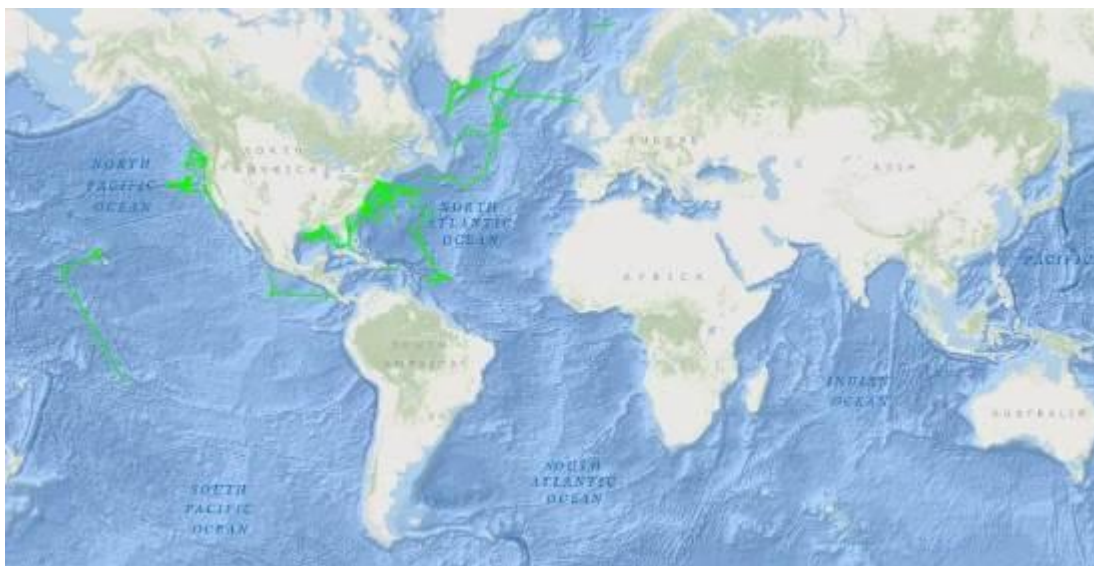 NORTH
PACIFIC
OCEAN
NORTH
AMERICA
EUROPE
ASIA
NORTH
ATLANTIC
OCEAN
AFRICA
PACIFIC
SOUTH
AMERICA
INDIAN
OCEAN
AUSTRALIA
SOUTH
ATLANTIC
OCEAN
SOUTH
PACIFIC
OCEAN